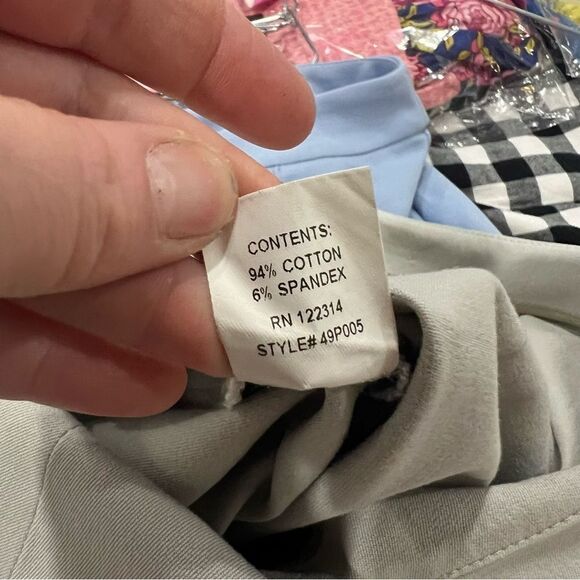 CONTENTS:
94% COTTON
6% SPANDEX
RN 122314
STYLE# 49P005